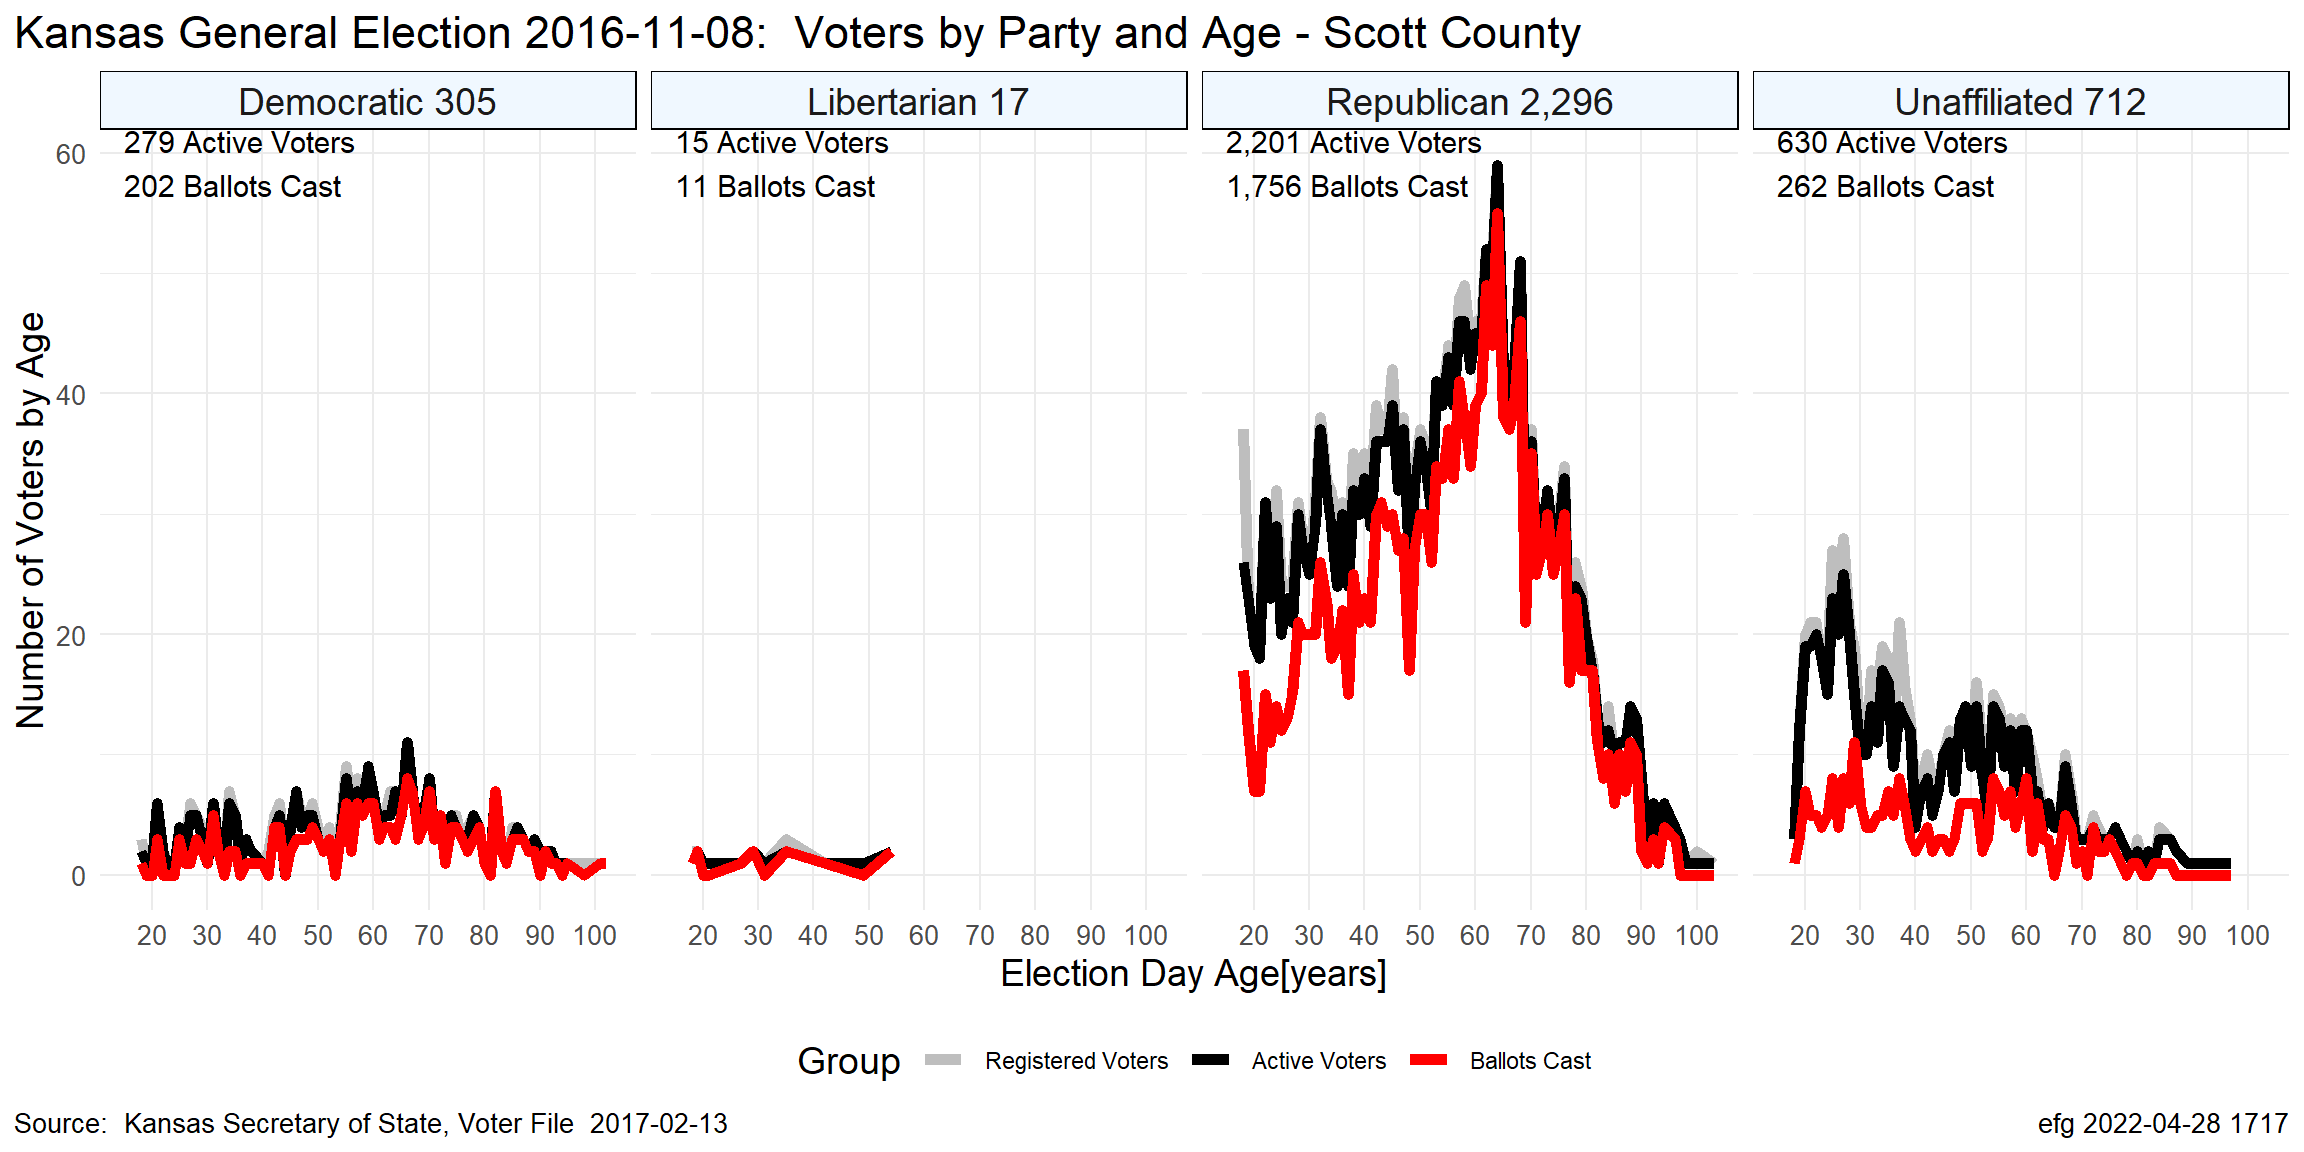 Kansas General Election 2016-11-08:  Voters by Party and Age - Scott County
Democratic 305
Libertarian 17
Republican 2,296
Unaffiliated 712
279 Active Voters
202 Ballots Cast
15 Active Voters
11 Ballots Cast
2,201 Active Voters
1,756 Ballots Cast
630 Active Voters
262 Ballots Cast
Number of Voters by Age
60
40
20
0
20 30 40 50 60 70 80 90 100
20 30 40 50 60 70 80 90 100
20 30 40 50 60 70 80 90 100
20 30 40 50 60 70 80 90 100
Election Day Age[years]
Group Registered Voters Active Voters Ballots Cast
Source:  Kansas Secretary of State, Voter File  2017-02-13
efg 2022-04-28 1717